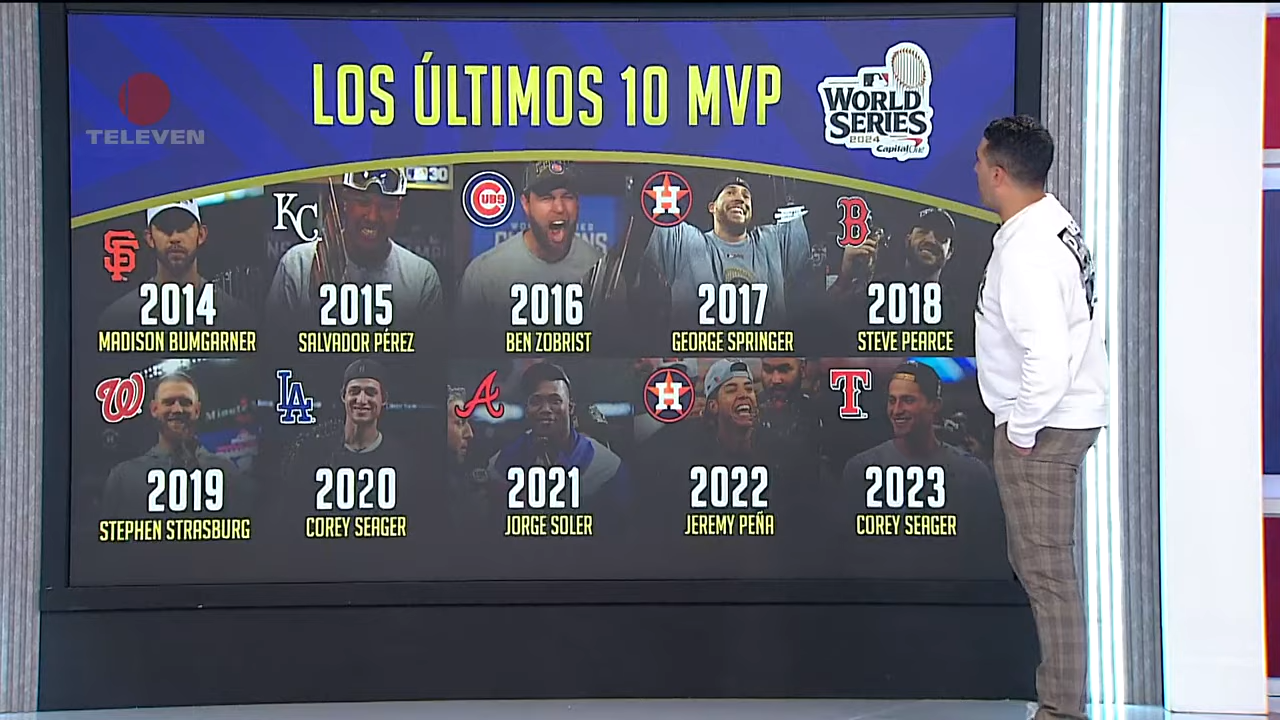 LOS ÚLTIMOS 10 MVP
TELEVEN
WORLD
SERIES
2024
Capital One
30
SF
KC
CUBS
H
B
2014
MADISON BUMGARNER
2015
SALVADOR PÉREZ
2016
BEN ZOBRIST
2017
GEORGE SPRINGER
2018
STEVE PEARCE
W
LA
A
H
T
2019
STEPHEN STRASBURG
2020
COREY SEAGER
2021
JORGE SOLER
2022
JEREMY PEÑA
2023
COREY SEAGER